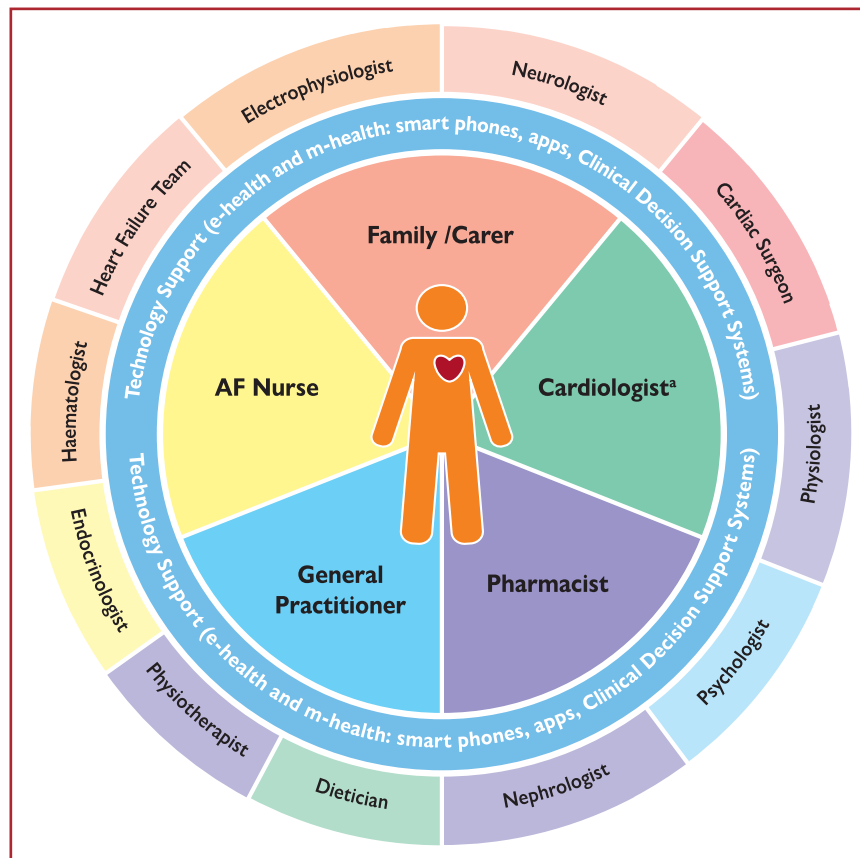 Electrophysiologist
Neurologist
Cardiac Surgeon
Physiologist
Psychologist
Nephrologist
Dietician
Physiotherapist
Endocrinologist
Haematologist
Heart Failure Team
Technology Support (e-health and m-health: smart phones, apps, Clinical Decision Support Systems)
Technology Support (e-health and m-health: smart phones, apps, Clinical Decision Support Systems)
Family /Carer
Cardiologistᵃ
Pharmacist
General
Practitioner
AF Nurse